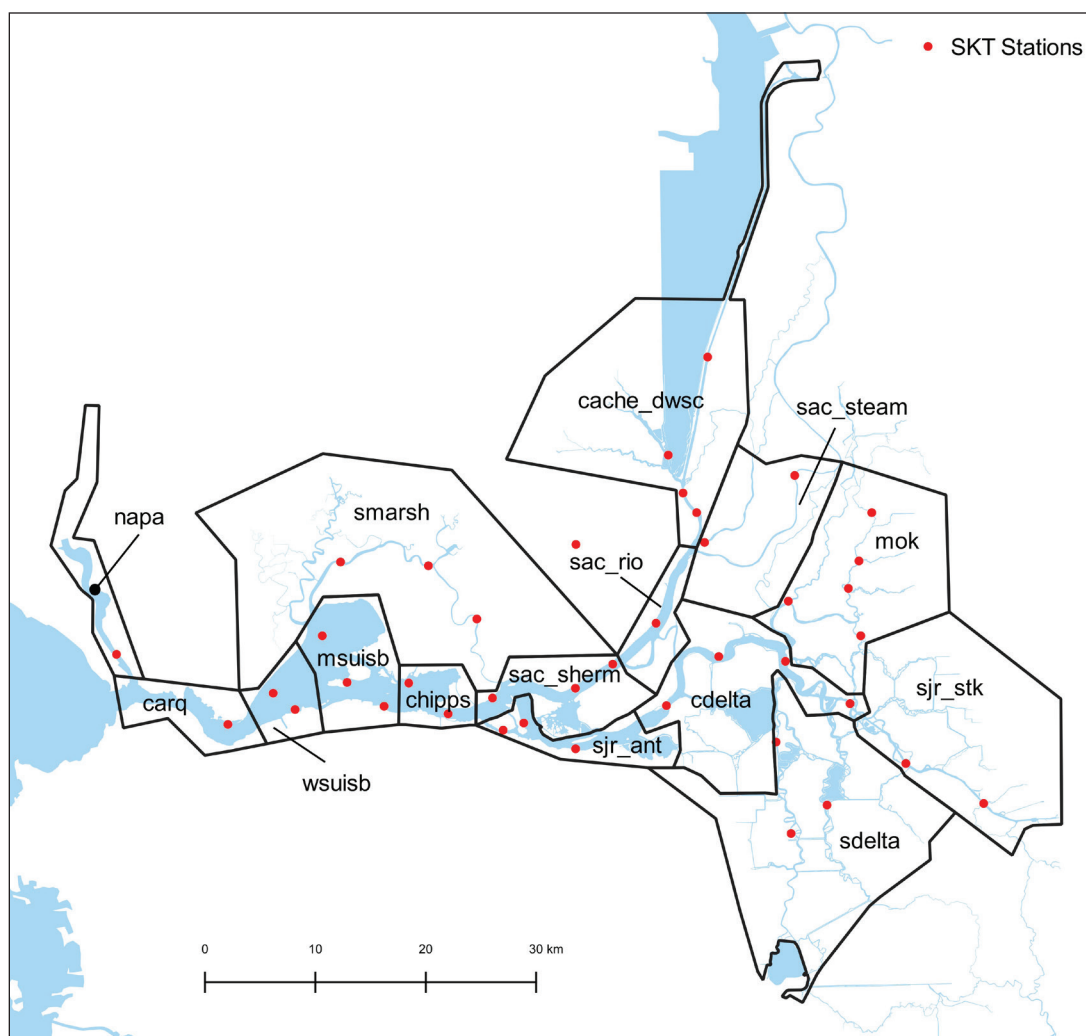 SKT Stations
cache_dwsc
sac_steam
napa
smarsh
mok
sac_rio
msuisb
sac_sherm
chipps
cdelta
sjr_stk
carq
sjr_ant
wsuisb
sdelta
0 10 20 30 km